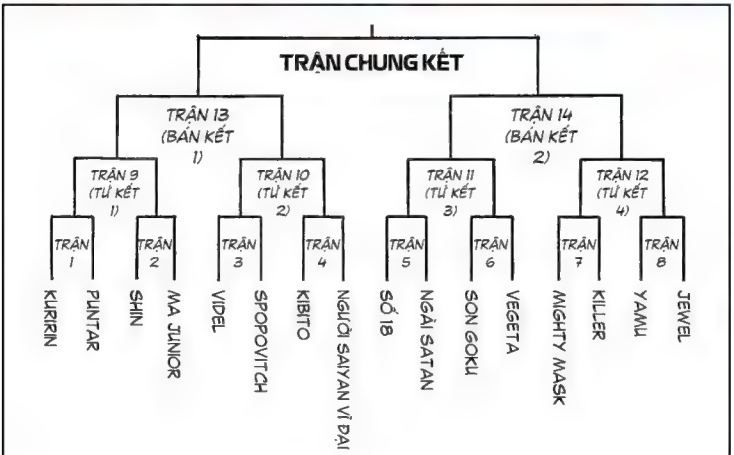 TRẬN CHUNG KẾT
TRẬN 13
(BÁN KẾT
1)
TRẬN 14
(BÁN KẾT
2)
TRẬN 9
(TỨ KẾT
1)
TRẬN 10
(TỨ KẾT
2)
TRẬN 11
(TỨ KẾT
3)
TRẬN 12
(TỨ KẾT
4)
TRẬN
1
TRẬN
2
TRẬN
3
TRẬN
4
TRẬN
5
TRẬN
6
TRẬN
7
TRẬN
8
KURIRIN
PUNTAR
SHIN
MA JUNIOR
VIDEL
SPOPOVITCH
KIBITO
NGƯỜI SAIYAN VĨ ĐẠI
SỐ 18
NGÀI SATAN
SON GOKU
VEGETA
MIGHTY MASK
KILLER
YAMU
JEWEL